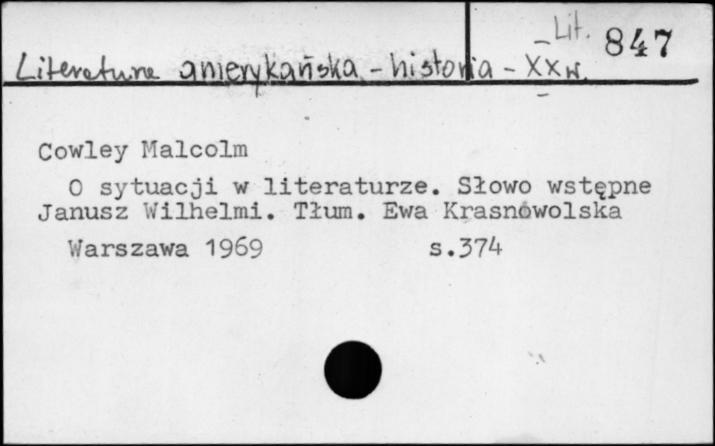 Lit. 847
Literatura amerykańska - historia - XX w.
Cowley Malcolm
O sytuacji w literaturze. Słowo wstępne
Janusz Wilhelmi. Tłum. Ewa Krasnowolska
Warszawa 1969 s.374